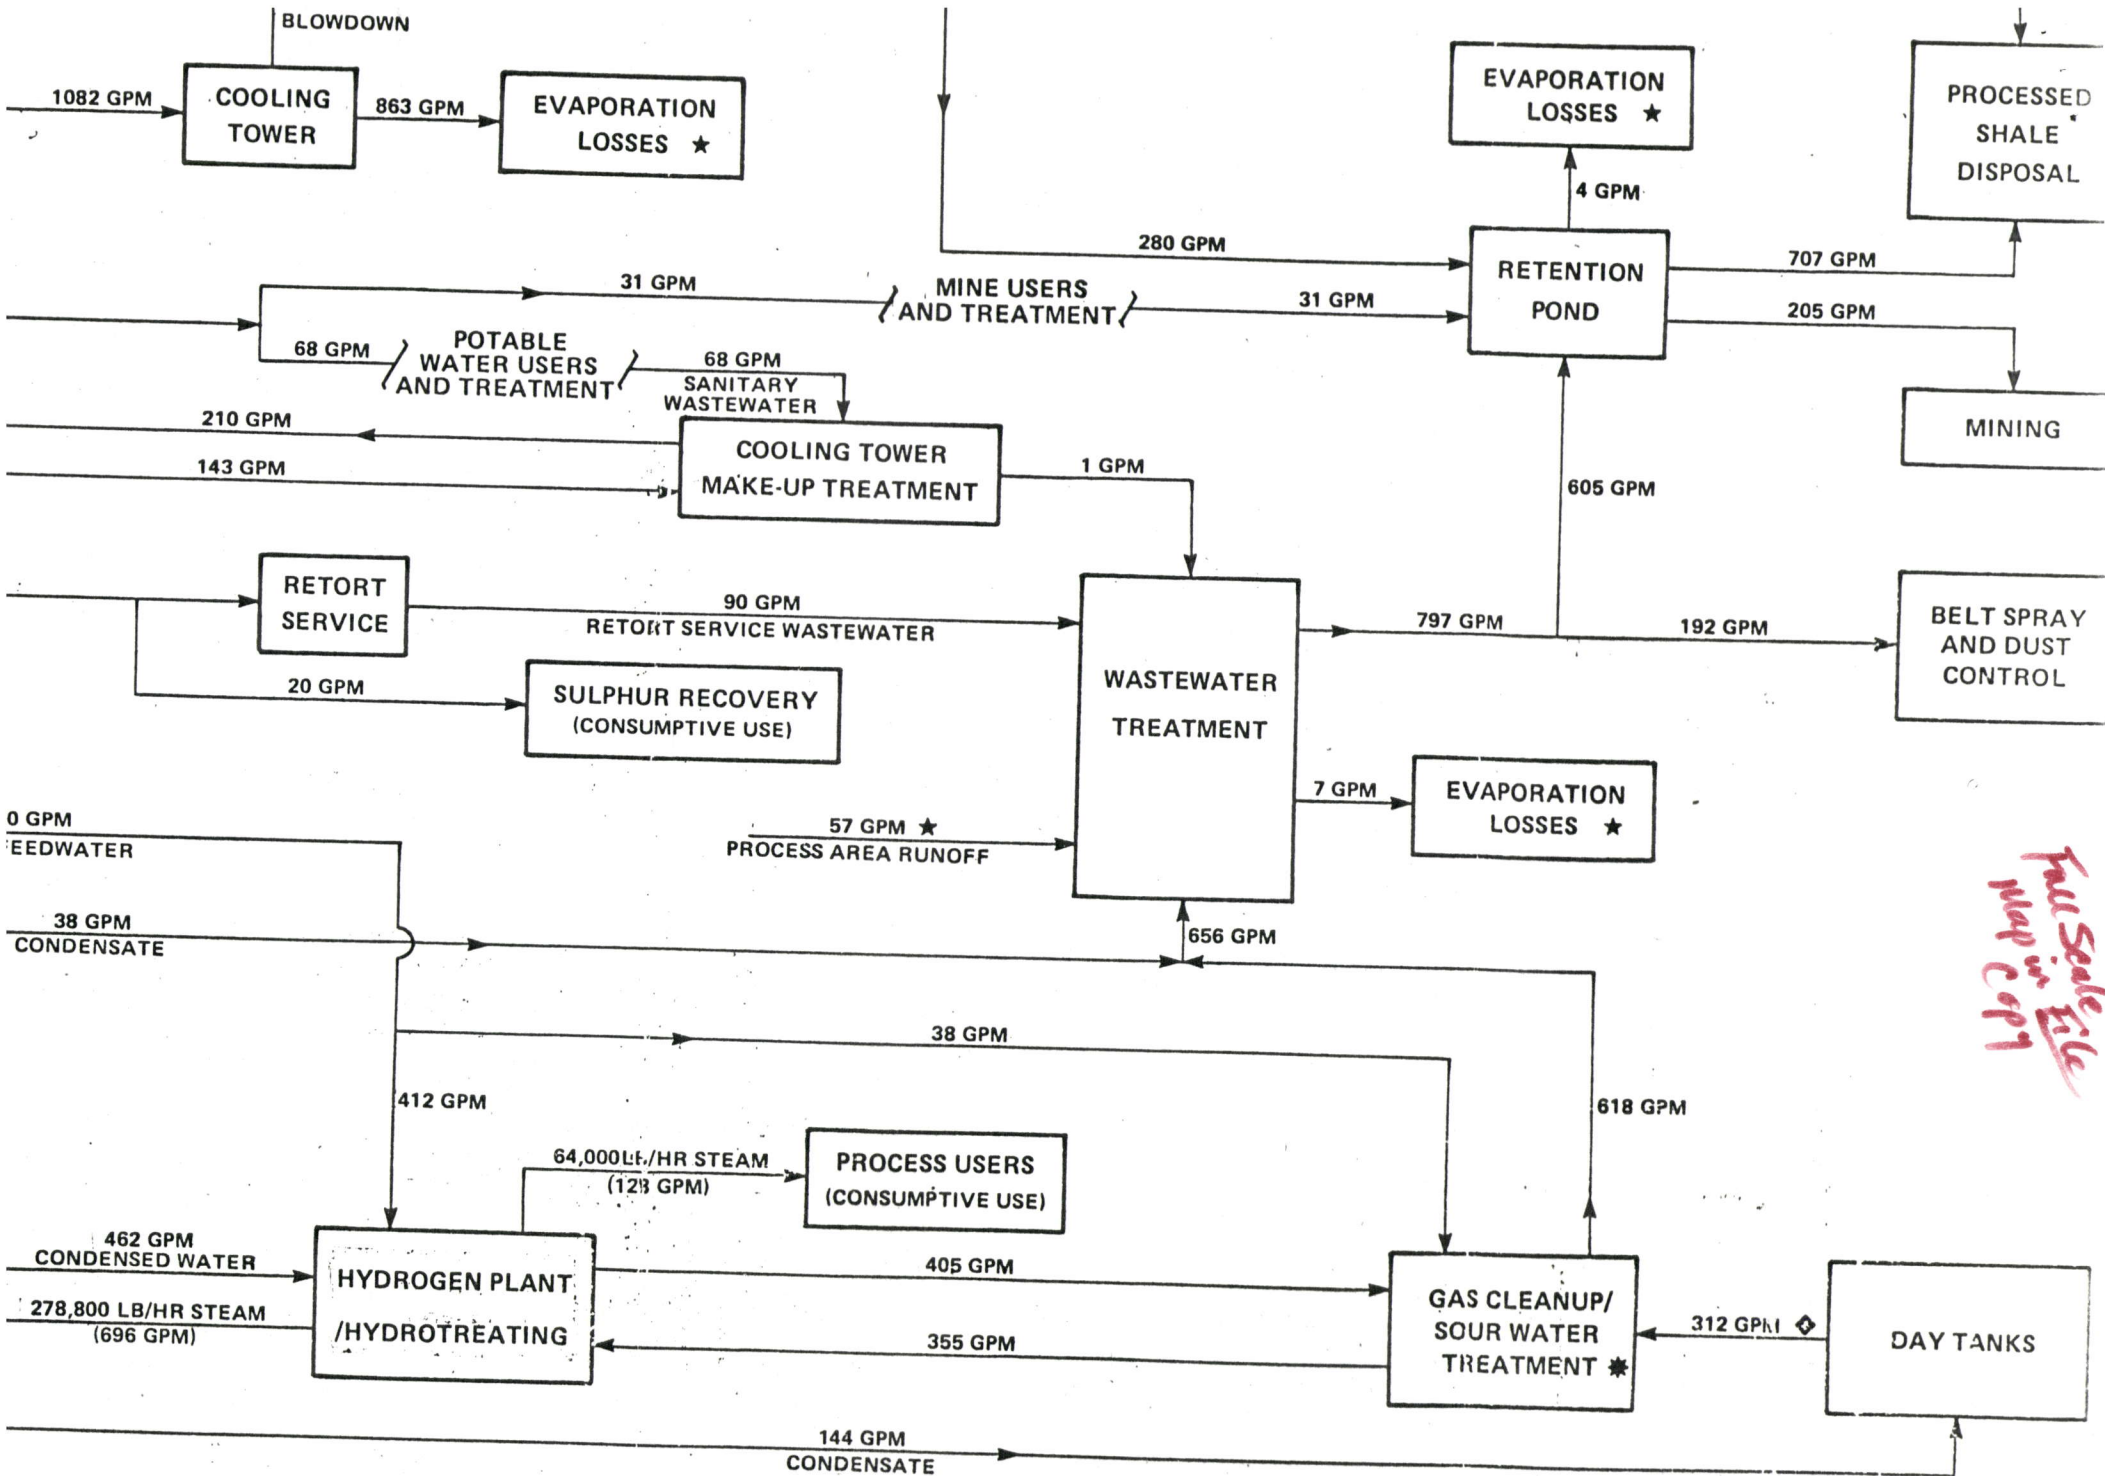 BLOWDOWN
1082 GPM
COOLING
TOWER
863 GPM
EVAPORATION
LOSSES ★
EVAPORATION
LOSSES ★
4 GPM
PROCESSED
SHALE
DISPOSAL
280 GPM
RETENTION
POND
707 GPM
205 GPM
31 GPM
MINE USERS
AND TREATMENT
31 GPM
68 GPM
POTABLE
WATER USERS
AND TREATMENT
68 GPM
SANITARY
WASTEWATER
MINING
210 GPM
143 GPM
COOLING TOWER
MAKE-UP TREATMENT
1 GPM
605 GPM
RETORT
SERVICE
90 GPM
RETORT SERVICE WASTEWATER
20 GPM
SULPHUR RECOVERY
(CONSUMPTIVE USE)
WASTEWATER
TREATMENT
797 GPM
192 GPM
BELT SPRAY
AND DUST
CONTROL
7 GPM
EVAPORATION
LOSSES ★
57 GPM ★
PROCESS AREA RUNOFF
0 GPM
EEDWATER
38 GPM
CONDENSATE
656 GPM
Full Scale
Map in File
Copy
38 GPM
412 GPM
618 GPM
64,000LB/HR STEAM
(128 GPM)
PROCESS USERS
(CONSUMPTIVE USE)
462 GPM
CONDENSED WATER
278,800 LB/HR STEAM
(696 GPM)
HYDROGEN PLANT
/HYDROTREATING
405 GPM
355 GPM
GAS CLEANUP/
SOUR WATER
TREATMENT ✸
312 GPM ◈
DAY TANKS
144 GPM
CONDENSATE